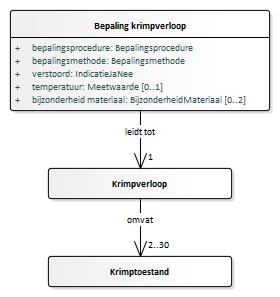 Bepaling krimpverloop
+ bepalingsprocedure: Bepalingsprocedure
+ bepalingsmethode: Bepalingsmethode
+ verstoord: IndicatieJaNee
+ temperatuur: Meetwaarde [0..1]
+ bijzonderheid materiaal: BijzonderheidMateriaal [0..2]
leidt tot
1
Krimpverloop
omvat
2..30
Krimptoestand